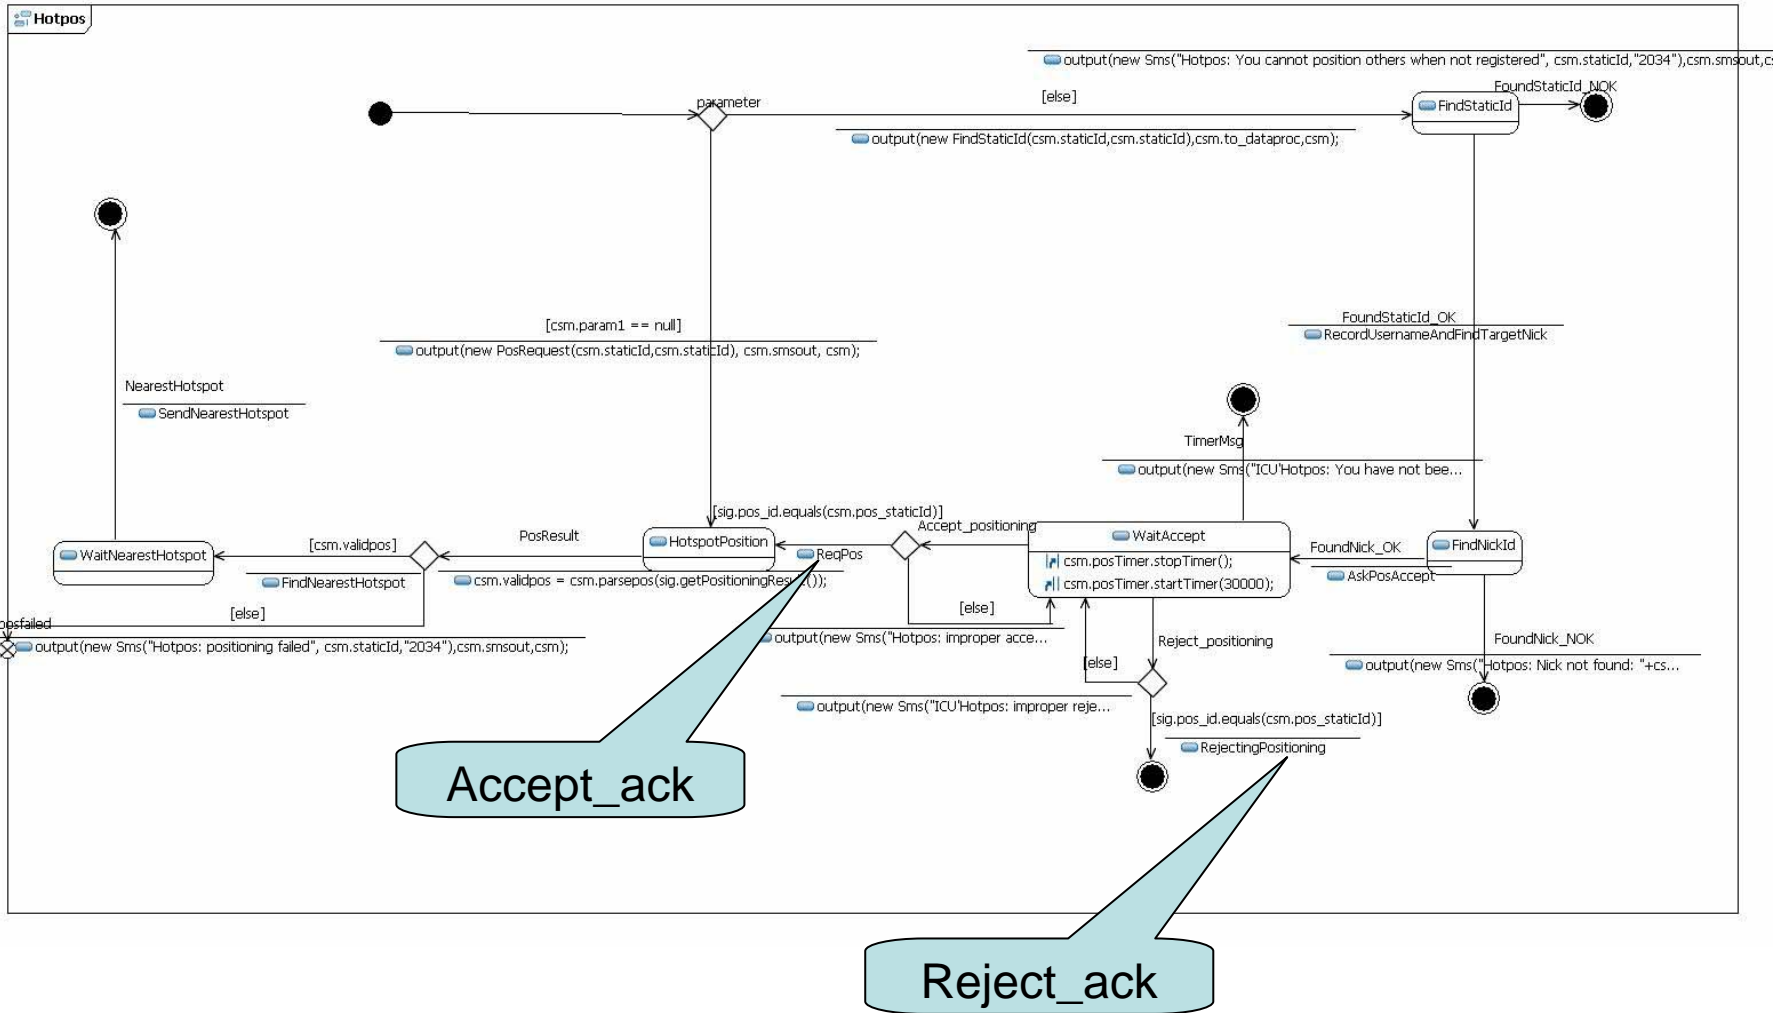 Hotpos
output(new Sms("Hotpos: You cannot position others when not registered", csm.staticId,"2034"),csm.smsout,cs
FoundStaticId_NOK
parameter
[else]
FindStaticId
output(new FindStaticId(csm.staticId,csm.staticId),csm.to_dataproc,csm);
[csm.param1 == null]
output(new PosRequest(csm.staticId,csm.staticId), csm.smsout, csm);
FoundStaticId_OK
RecordUsernameAndFindTargetNick
NearestHotspot
SendNearestHotspot
TimerMsg
output(new Sms("ICU'Hotpos: You have not bee...
[sig.pos_id.equals(csm.pos_staticId)]
Accept_positioning
WaitAccept
csm.posTimer.stopTimer();
csm.posTimer.startTimer(30000);
FoundNick_OK
AskPosAccept
FindNickId
WaitNearestHotspot
[csm.validpos]
FindNearestHotspot
PosResult
HotspotPosition
ReqPos
csm.validpos = csm.parsepos(sig.getPositioningResult());
[else]
posfailed
output(new Sms("Hotpos: positioning failed", csm.staticId,"2034"),csm.smsout,csm);
[else]
output(new Sms("Hotpos: improper acce...
Reject_positioning
[else]
output(new Sms("ICU'Hotpos: improper reje...
FoundNick_NOK
output(new Sms("Hotpos: Nick not found: "+cs...
[sig.pos_id.equals(csm.pos_staticId)]
RejectingPositioning
Accept_ack
Reject_ack